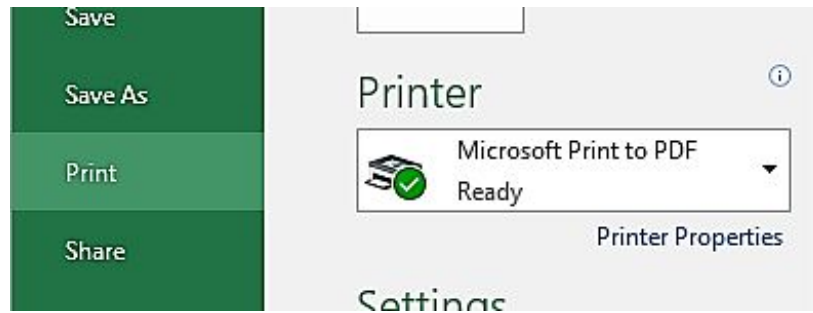 Save
Save As
Print
Share
Printer
Microsoft Print to PDF
Ready
Printer Properties
Settings